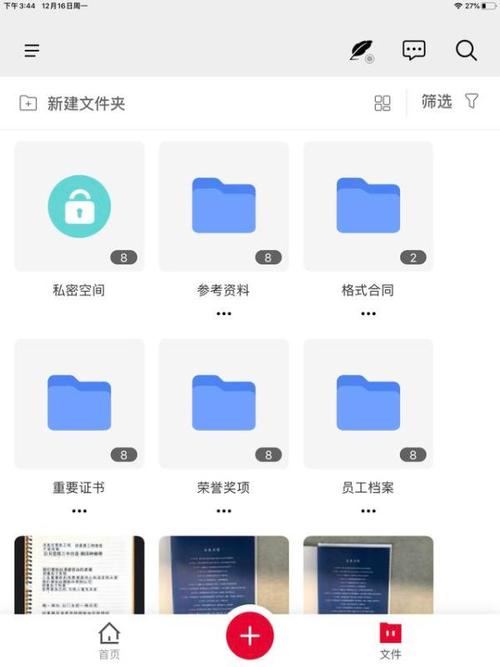 下午3:44 12月16日周一
27%
新建文件夹
筛选
8
8
2
私密空间
参考资料
格式合同
8
8
8
重要证书
荣誉奖项
员工档案
首页
文件